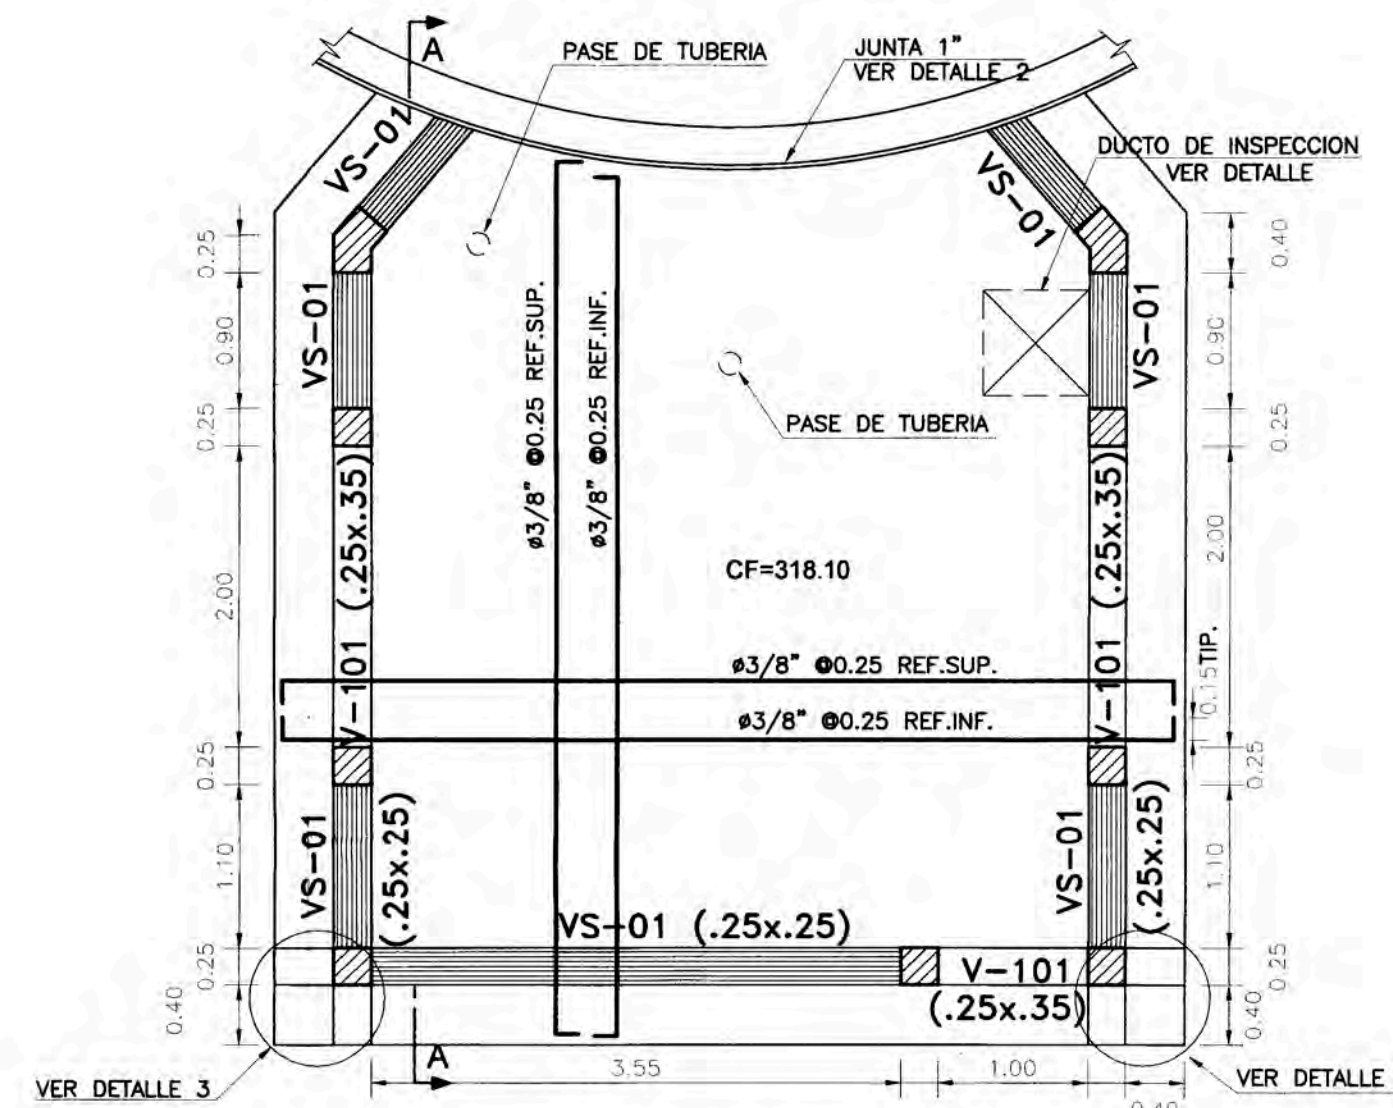 A
PASE DE TUBERIA
JUNTA 1"
VER DETALLE 2
VS-01
VS-01
DUCTO DE INSPECCION
VER DETALLE
0.25
0.40
VS-01
0.90
ø3/8" @0.25 REF.SUP.
ø3/8" @0.25 REF.INF.
VS-01
0.90
0.25
PASE DE TUBERIA
0.25
V-101 (.25x.35)
2.00
CF=318.10
V-101 (.25x.35)
2.00
ø3/8" @0.25 REF.SUP.
ø3/8" @0.25 REF.INF.
0.15 TIP.
0.25
0.25
VS-01
(.25x.25)
1.10
VS-01
(.25x.25)
1.10
VS-01 (.25x.25)
0.25
V-101
(.25x.35)
0.25
0.40
0.40
A
3.55
1.00
VER DETALLE 3
VER DETALLE
0.40